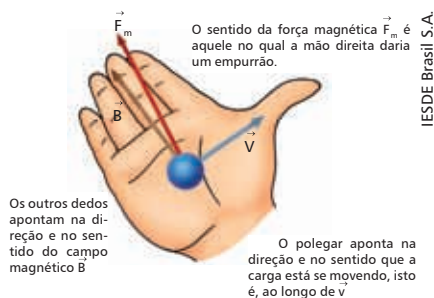 F⃗m
O sentido da força magnética F⃗m é
aquele no qual a mão direita daria
um empurrão.
IESDE Brasil S.A.
B⃗
V⃗
Os outros dedos
apontam na di-
reção e no sen-
tido do campo
magnético B⃗
O polegar aponta na
direção e no sentido que a
carga está se movendo, isto
é, ao longo de v⃗